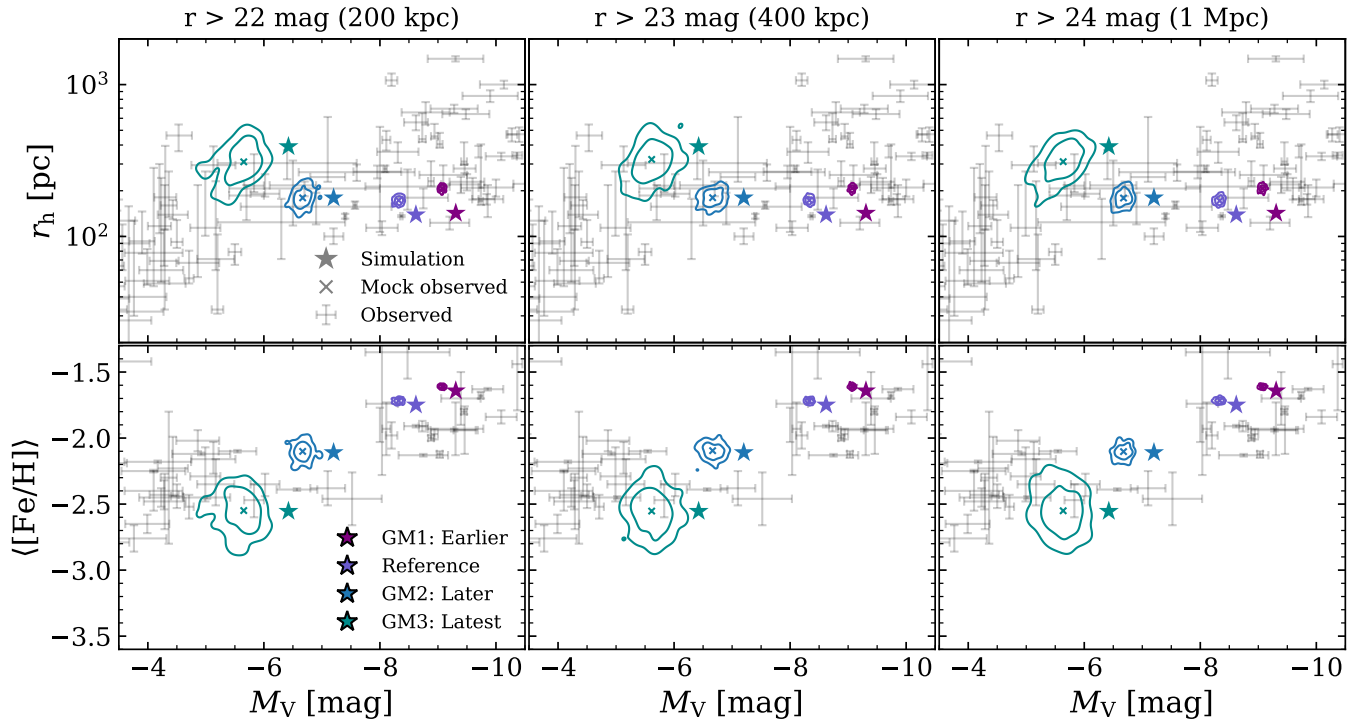 r > 22 mag (200 kpc)
r > 23 mag (400 kpc)
r > 24 mag (1 Mpc)
10³
10²
r_h [pc]
Simulation
Mock observed
Observed
−1.5
−2.0
−2.5
−3.0
−3.5
⟨[Fe/H]⟩
GM1: Earlier
Reference
GM2: Later
GM3: Latest
−4 −6 −8 −10
−4 −6 −8 −10
−4 −6 −8 −10
M_V [mag]
M_V [mag]
M_V [mag]